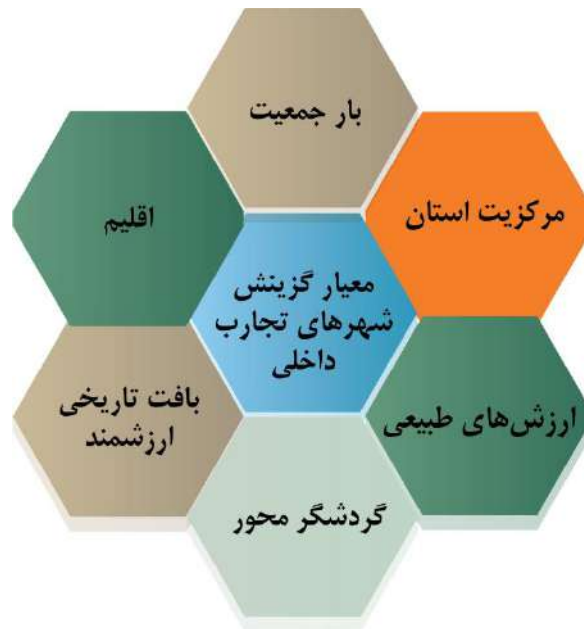 بار جمعیت
مرکزیت استان
اقلیم
معیار گزینش
شهرهای تجارب
داخلی
ارزش‌های طبیعی
بافت تاریخی
ارزشمند
گردشگر محور